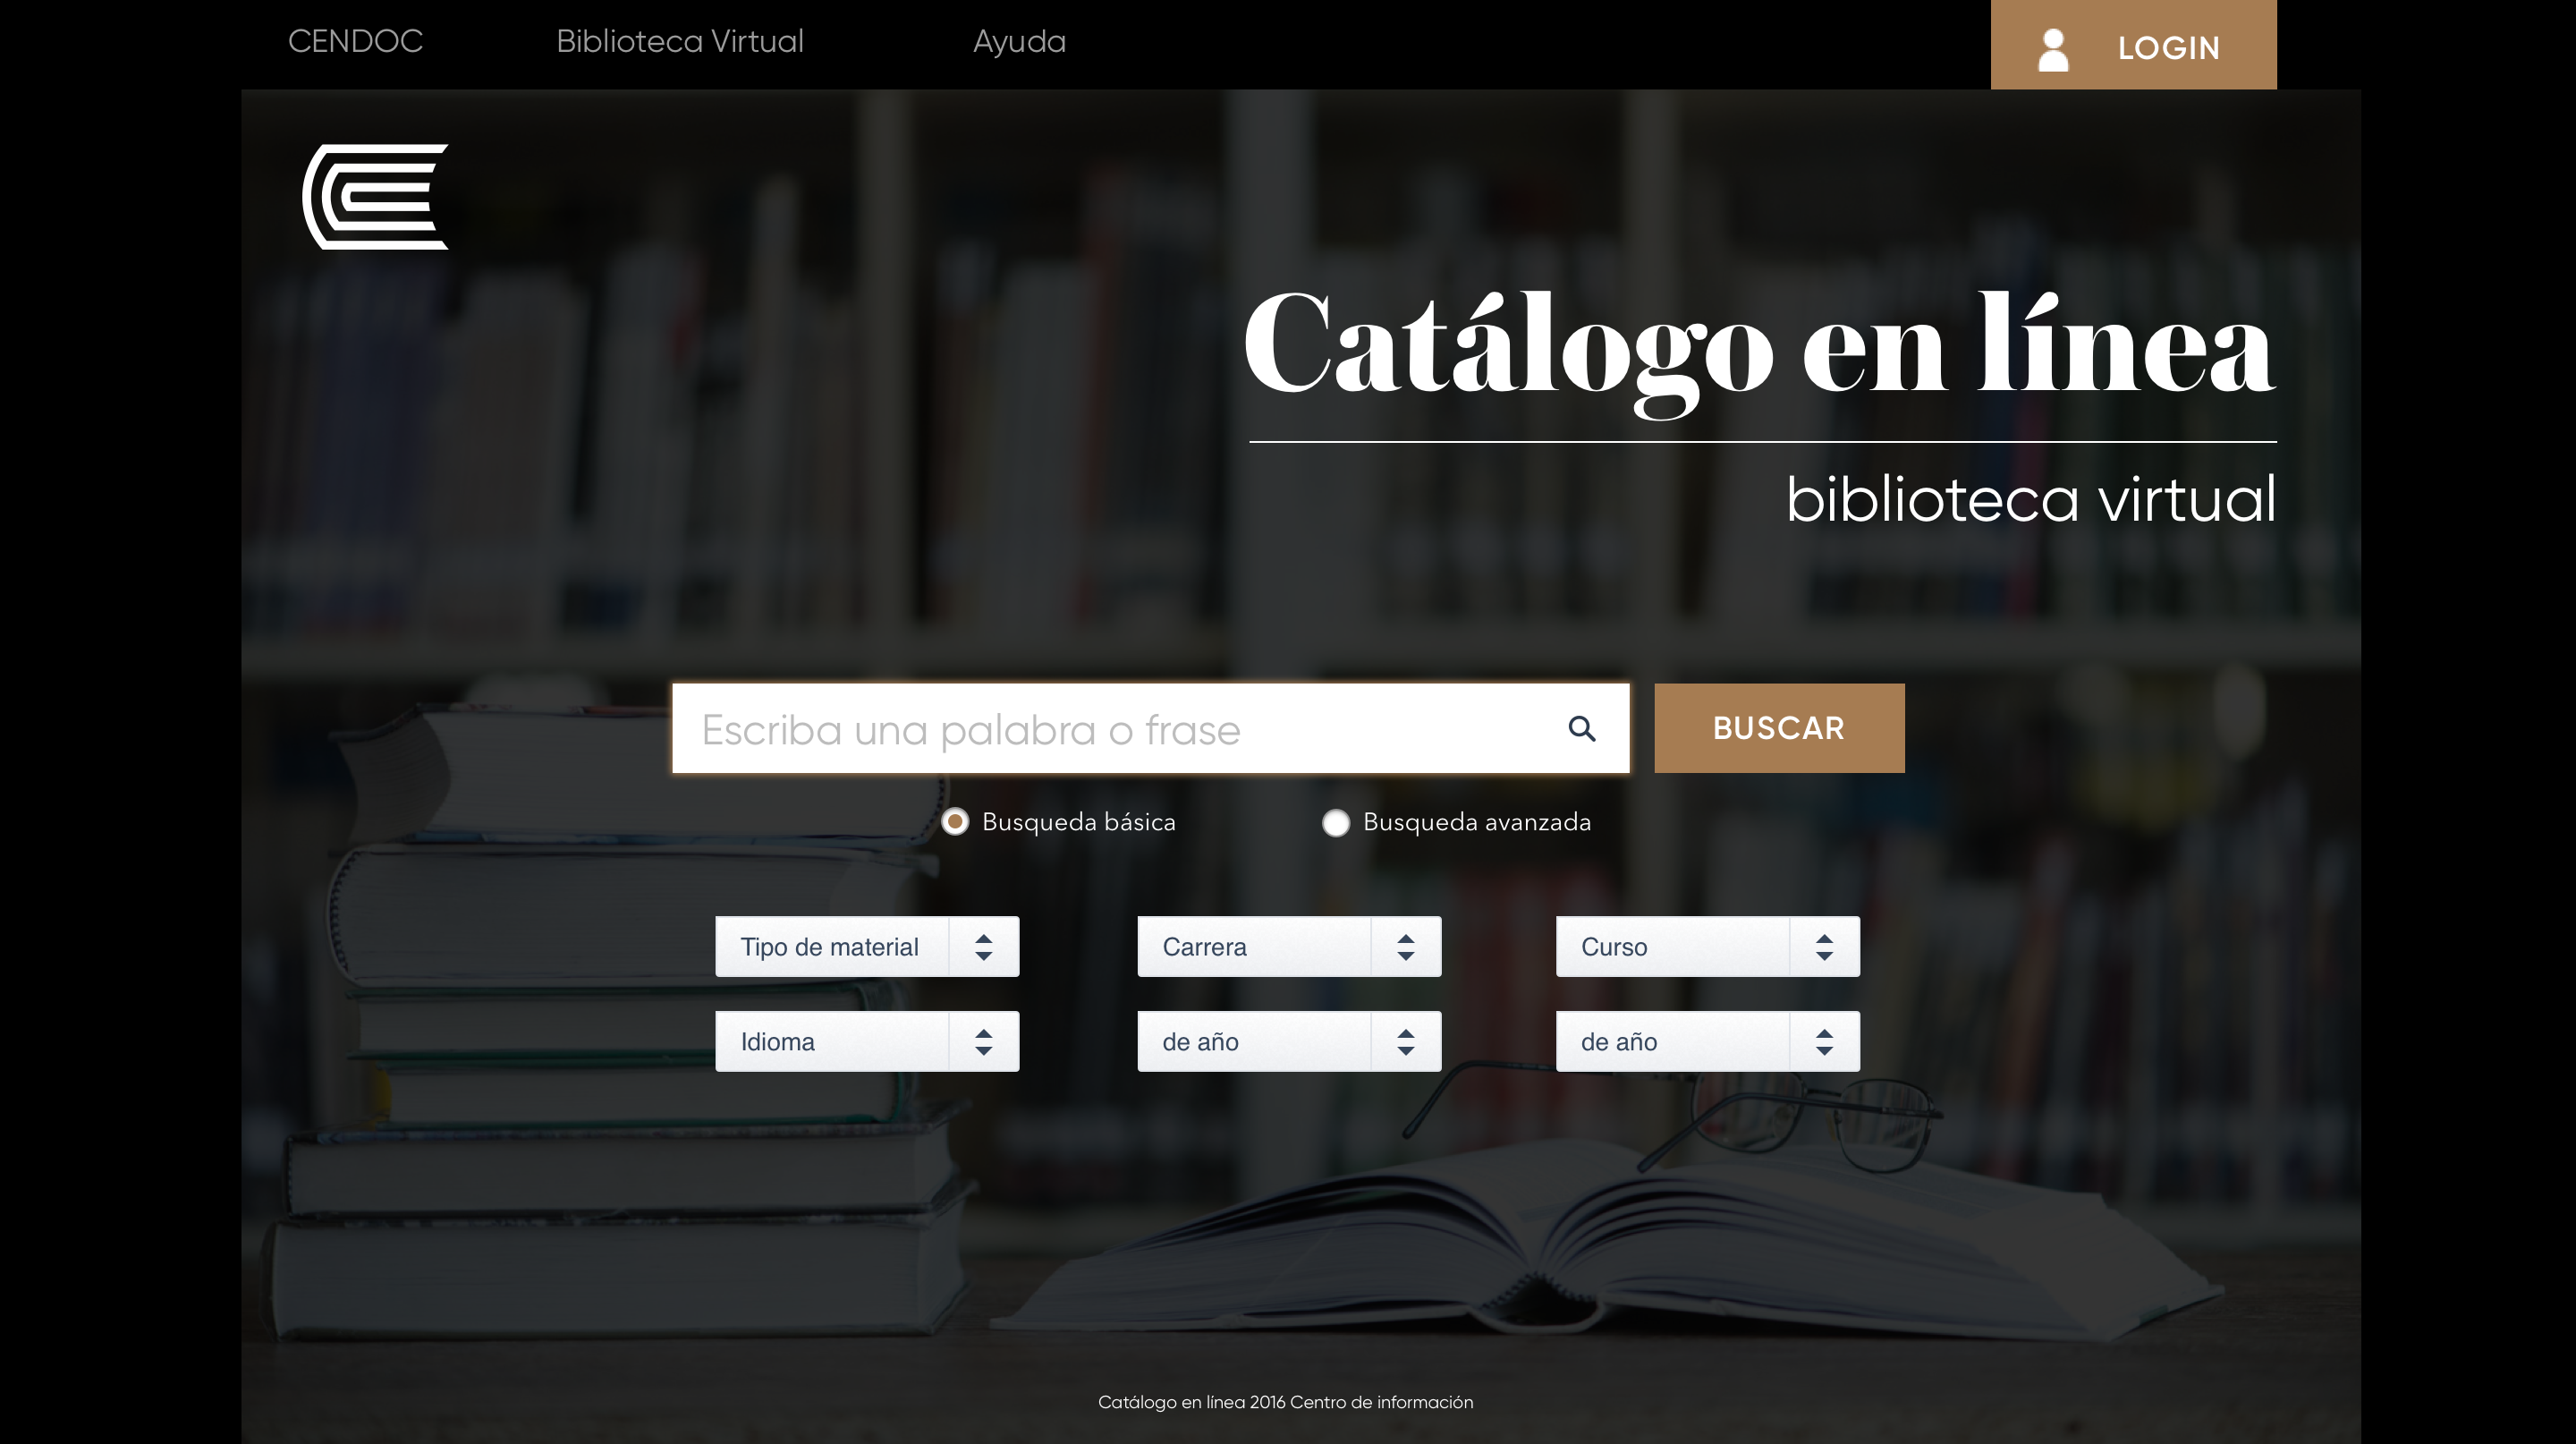 CENDOC
Biblioteca Virtual
Ayuda
LOGIN
Catálogo en línea
biblioteca virtual
Escriba una palabra o frase
BUSCAR
Busqueda básica
Busqueda avanzada
Tipo de material
Carrera
Curso
Idioma
de año
de año
Catálogo en línea 2016 Centro de información